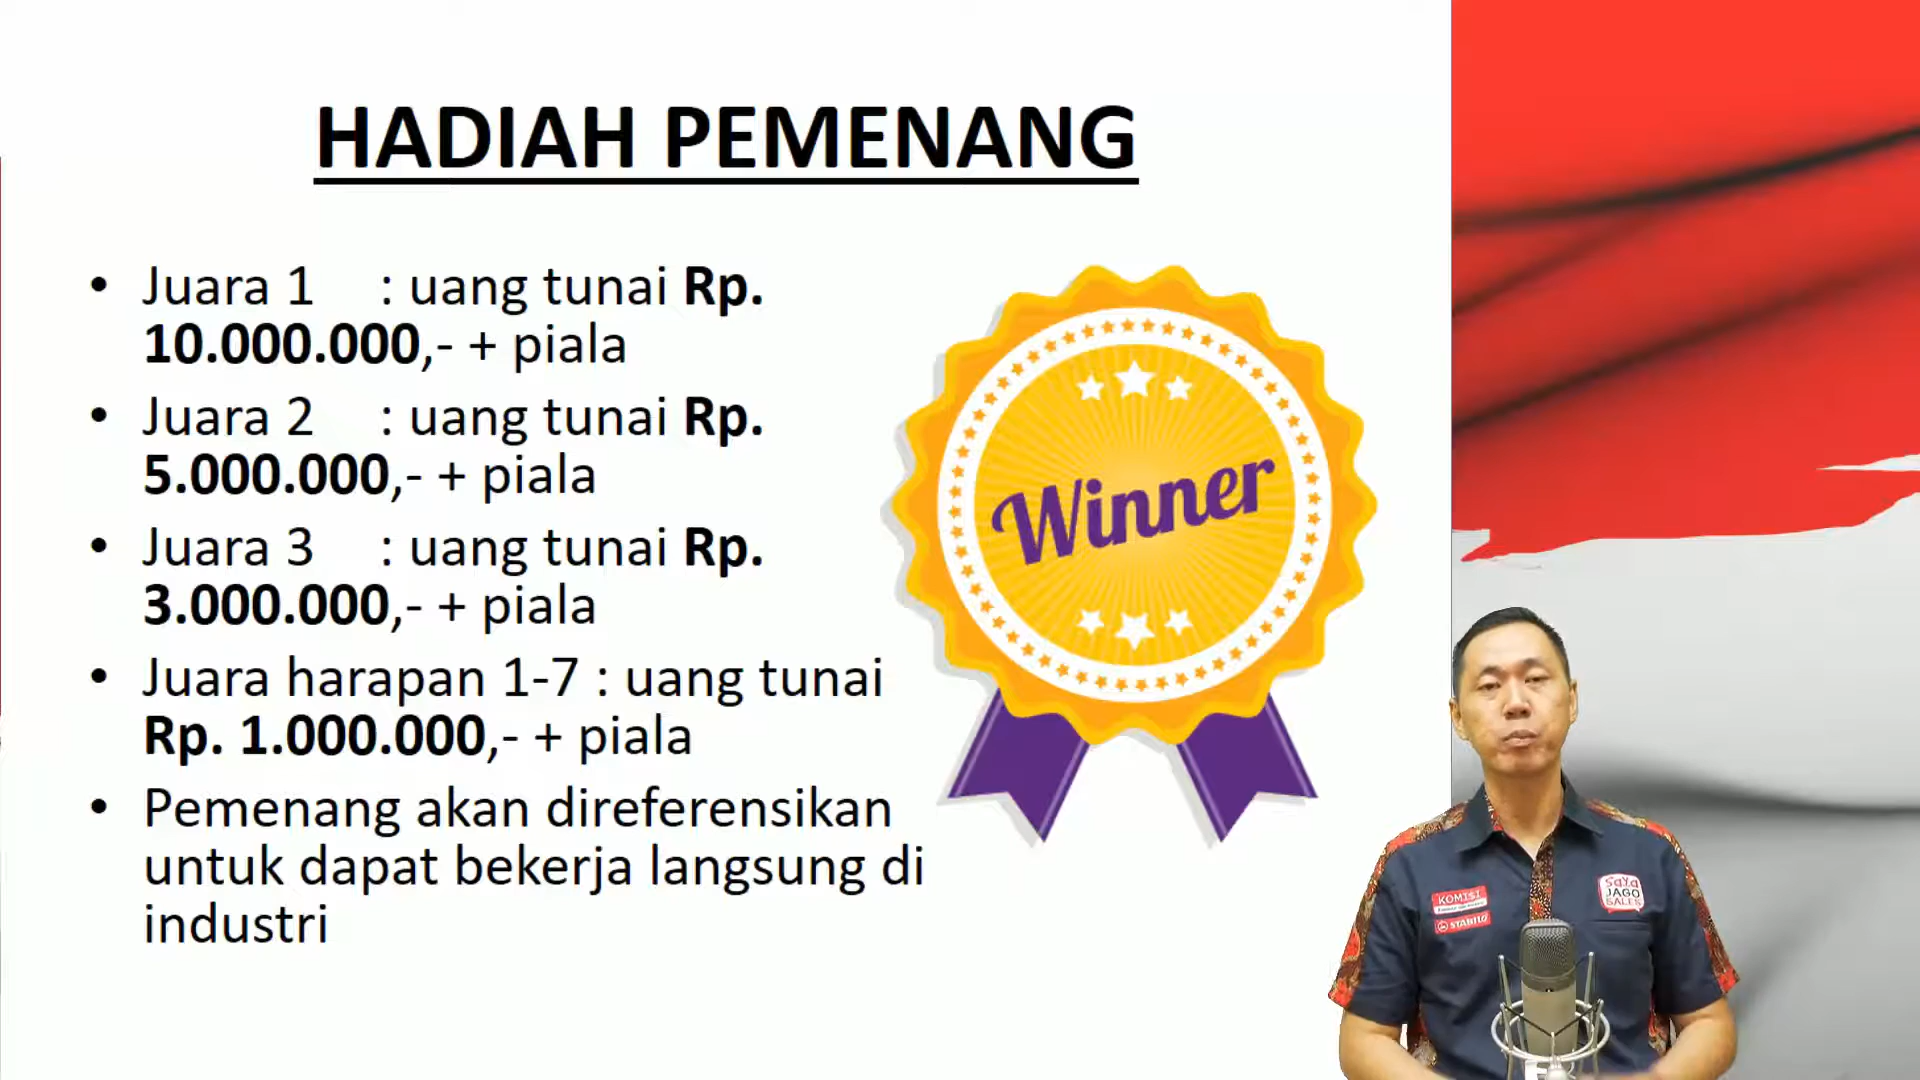 HADIAH PEMENANG
• Juara 1 : uang tunai Rp.
10.000.000,- + piala
• Juara 2 : uang tunai Rp.
5.000.000,- + piala
• Juara 3 : uang tunai Rp.
3.000.000,- + piala
• Juara harapan 1-7 : uang tunai
Rp. 1.000.000,- + piala
• Pemenang akan direferensikan
untuk dapat bekerja langsung di
industri
Winner
KOMISI
STABILO
SaYa
JAGO
SALES